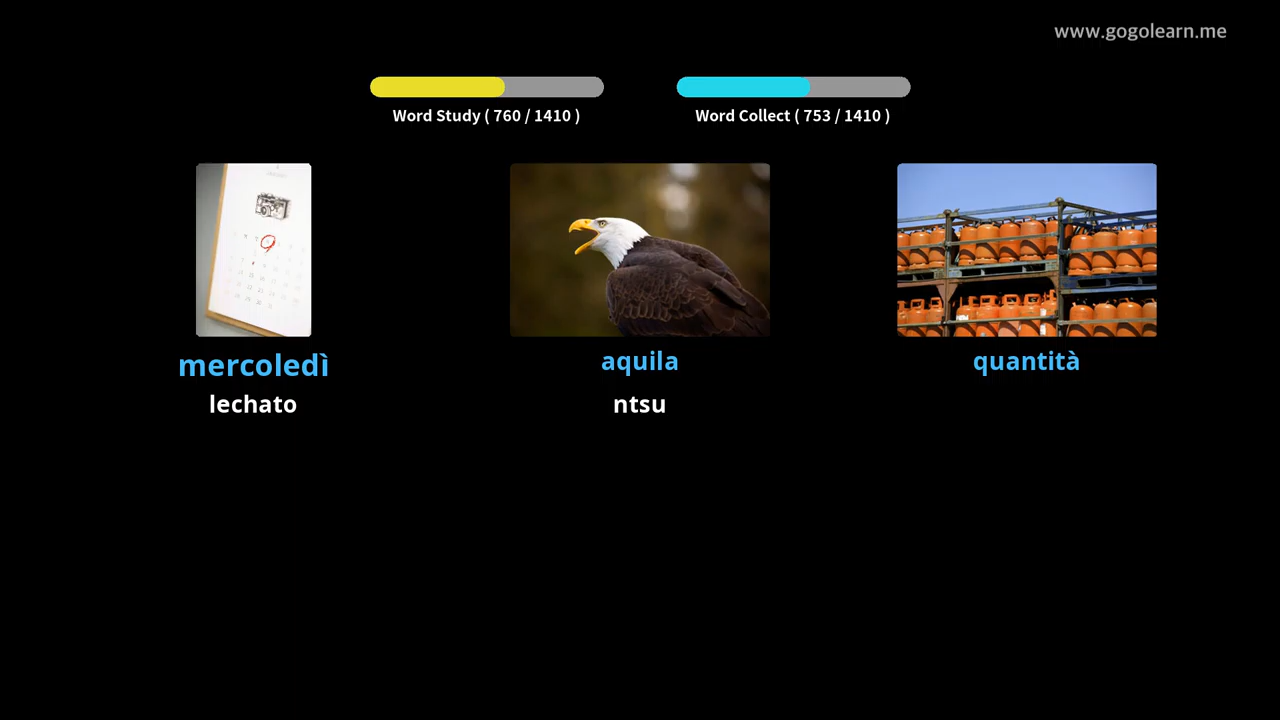 www.gogolearn.me
Word Study ( 760 / 1410 )
Word Collect ( 753 / 1410 )
mercoledì
aquila
quantità
lechato
ntsu